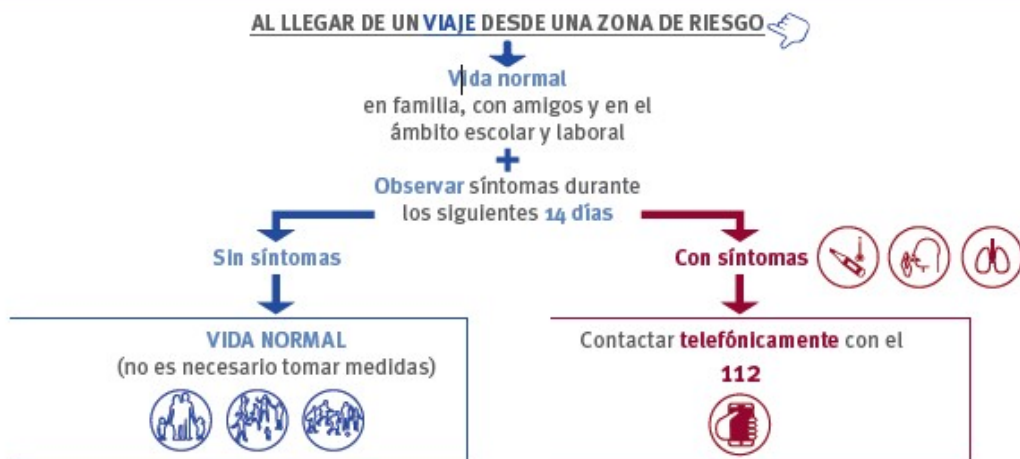 AL LLEGAR DE UN VIAJE DESDE UNA ZONA DE RIESGO
Vida normal
en familia, con amigos y en el
ámbito escolar y laboral
+
Observar síntomas durante
los siguientes 14 días
Sin síntomas
Con síntomas
VIDA NORMAL
(no es necesario tomar medidas)
Contactar telefónicamente con el
112